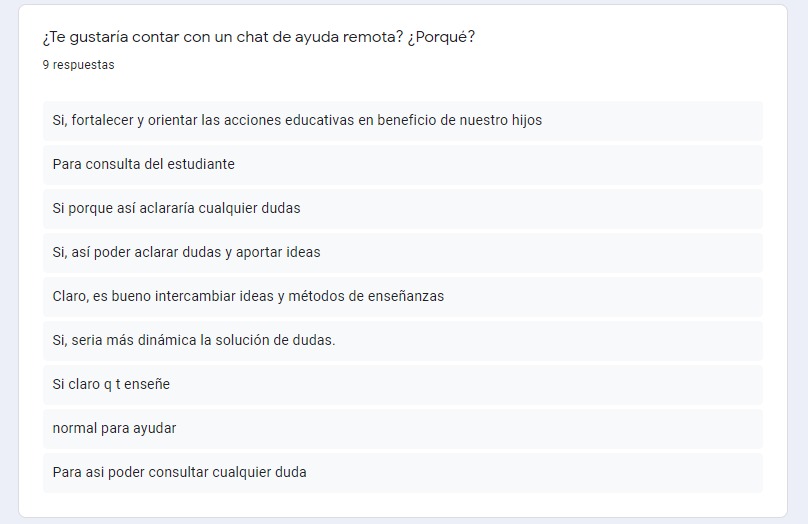 ¿Te gustaría contar con un chat de ayuda remota? ¿Porqué?
9 respuestas
Si, fortalecer y orientar las acciones educativas en beneficio de nuestro hijos
Para consulta del estudiante
Si porque así aclararía cualquier dudas
Si, así poder aclarar dudas y aportar ideas
Claro, es bueno intercambiar ideas y métodos de enseñanzas
Si, seria más dinámica la solución de dudas.
Si claro q t enseñe
normal para ayudar
Para asi poder consultar cualquier duda